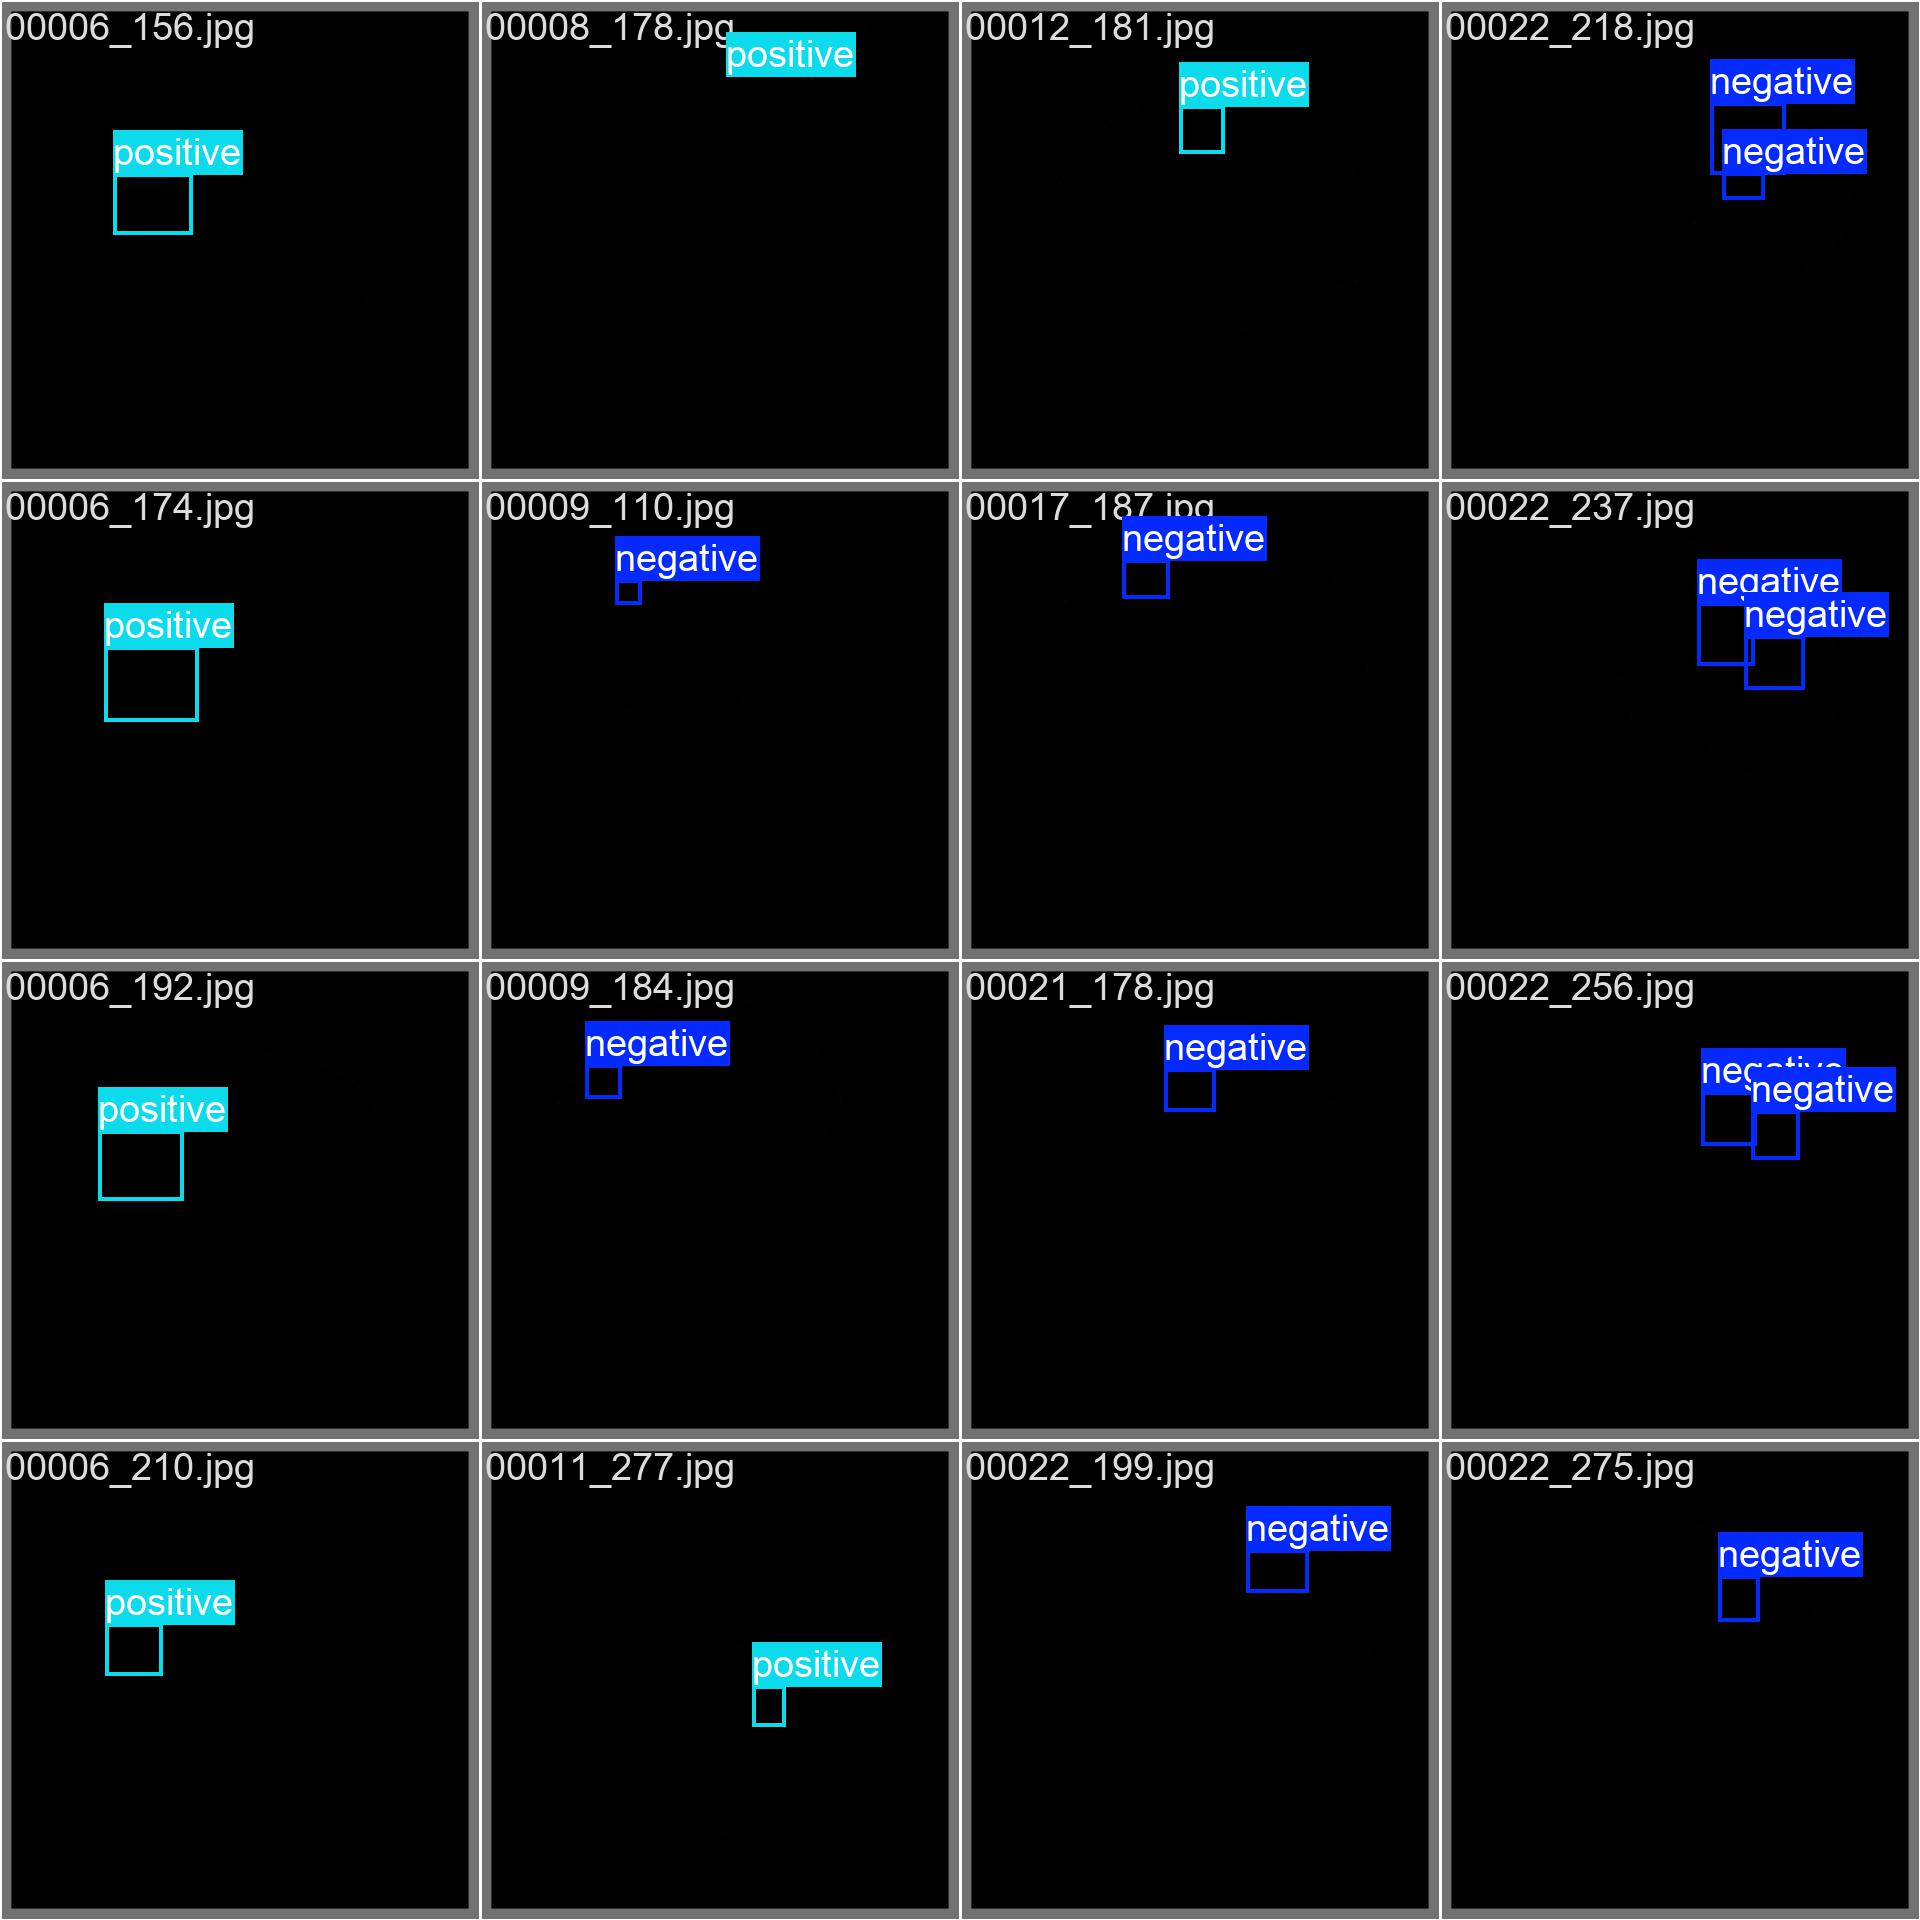 00006_156.jpg
positive
00008_178.jpg
positive
00012_181.jpg
positive
00022_218.jpg
negative
negative
00006_174.jpg
positive
00009_110.jpg
negative
00017_187.jpg
negative
00022_237.jpg
negative
negative
00006_192.jpg
positive
00009_184.jpg
negative
00021_178.jpg
negative
00022_256.jpg
negative
negative
00006_210.jpg
positive
00011_277.jpg
positive
00022_199.jpg
negative
00022_275.jpg
negative